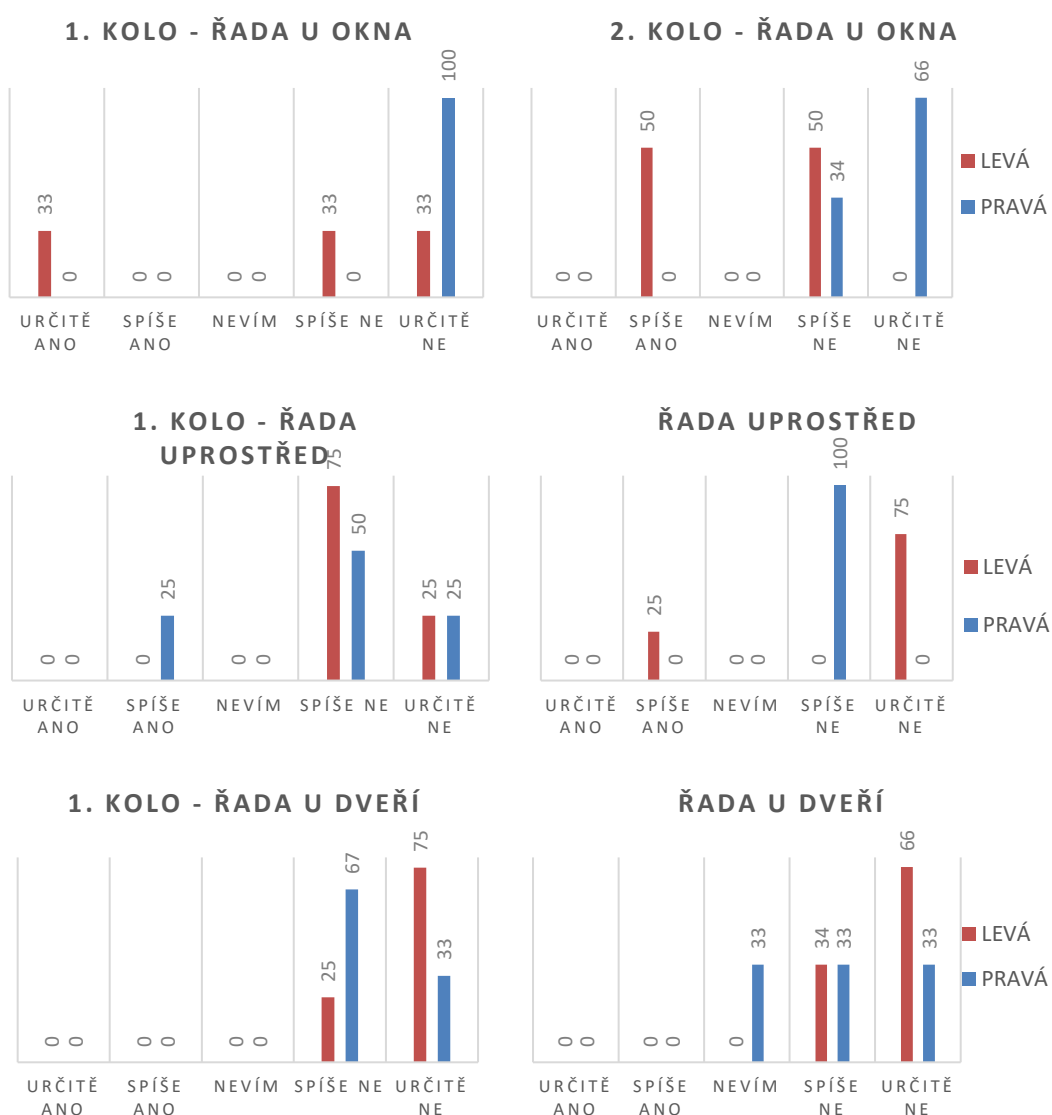 1. KOLO - ŘADA U OKNA
100
33
0
0 0
0 0
33
0
33
URČITĚ ANO
SPÍŠE ANO
NEVÍM
SPÍŠE NE
URČITĚ NE
2. KOLO - ŘADA U OKNA
0 0
50
0
0 0
50
34
0
66
LEVÁ
PRAVÁ
URČITĚ ANO
SPÍŠE ANO
NEVÍM
SPÍŠE NE
URČITĚ NE
1. KOLO - ŘADA
UPROSTŘED
0 0
0
25
0 0
75
50
25 25
URČITĚ ANO
SPÍŠE ANO
NEVÍM
SPÍŠE NE
URČITĚ NE
ŘADA UPROSTŘED
0 0
25
0
0 0
0
100
75
0
LEVÁ
PRAVÁ
URČITĚ ANO
SPÍŠE ANO
NEVÍM
SPÍŠE NE
URČITĚ NE
1. KOLO - ŘADA U DVEŘÍ
0 0
0 0
0 0
25
67
75
33
URČITĚ ANO
SPÍŠE ANO
NEVÍM
SPÍŠE NE
URČITĚ NE
ŘADA U DVEŘÍ
0 0
0 0
0
33
34
33
66
33
LEVÁ
PRAVÁ
URČITĚ ANO
SPÍŠE ANO
NEVÍM
SPÍŠE NE
URČITĚ NE